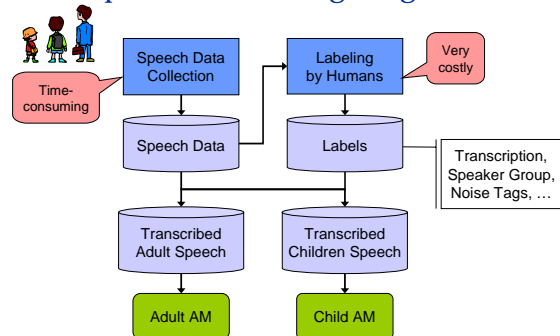 Speech Data
Collection
Labeling
by Humans
Very
costly
Time-
consuming
Speech Data
Labels
Transcription,
Speaker Group,
Noise Tags, …
Transcribed
Adult Speech
Transcribed
Children Speech
Adult AM
Child AM